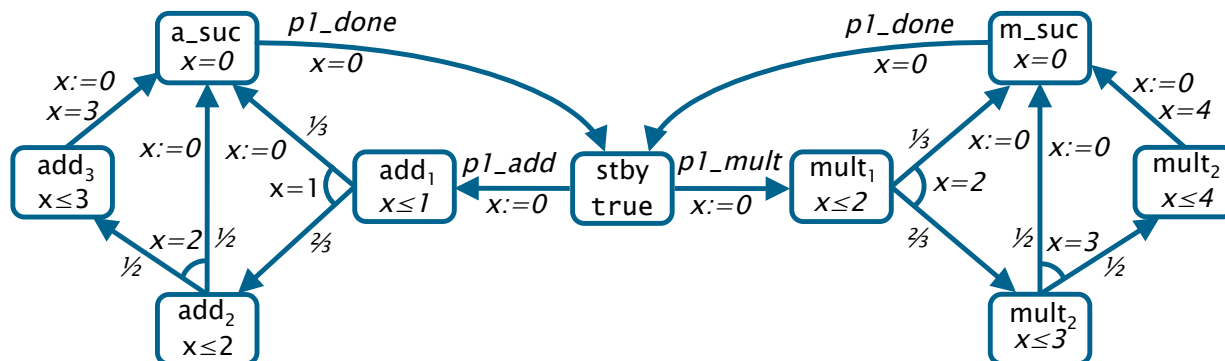 a_suc
x=0
p1_done
x=0
p1_done
x=0
m_suc
x=0
x:=0
x=3
x:=0
x:=0
⅓
⅓
x:=0
x:=0
x:=0
x=4
add₃
x≤3
x=1
add₁
x≤1
p1_add
x:=0
stby
true
p1_mult
x:=0
mult₁
x≤2
x=2
mult₂
x≤4
½
x=2
½
⅔
⅔
½
x=3
½
add₂
x≤2
mult₂
x≤3